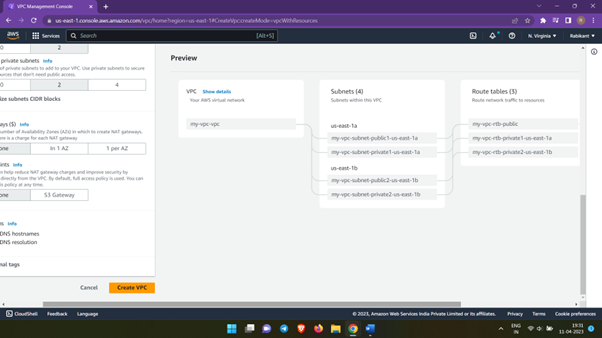 VPC Management Console
us-east-1.console.aws.amazon.com/vpc/home?region=us-east-1#CreateVpc:createMode=vpcWithResources
aws
Services
Search
[Alt+S]
N. Virginia
Rabikant
0
2
private subnets Info
of private subnets to add to your VPC. Use private subnets to secure
ources that don't need public access.
0
2
4
ize subnets CIDR blocks
ays ($) Info
number of Availability Zones (AZs) in which to create NAT gateways.
e is a charge for each NAT gateway
one
In 1 AZ
1 per AZ
ints Info
er help reduce NAT gateway charges and improve security by
directly from the VPC. By default, full access policy is used. You can
is policy at any time.
one
S3 Gateway
ns Info
DNS hostnames
DNS resolution
nal tags
Cancel
Create VPC
Preview
VPC Show details
Your AWS virtual network
my-vpc-vpc
Subnets (4)
Subnets within this VPC
us-east-1a
my-vpc-subnet-public1-us-east-1a
my-vpc-subnet-private1-us-east-1a
us-east-1b
my-vpc-subnet-public2-us-east-1b
my-vpc-subnet-private2-us-east-1b
Route tables (3)
Route network traffic to resources
my-vpc-rtb-public
my-vpc-rtb-private1-us-east-1a
my-vpc-rtb-private2-us-east-1b
CloudShell
Feedback
Language
© 2023, Amazon Web Services India Private Limited or its affiliates.
Privacy
Terms
Cookie preferences
ENG
IN
19:31
11-04-2023